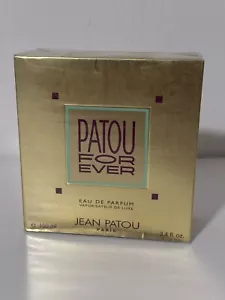 PATOU
FOR
EVER
EAU DE PARFUM
VAPORISATEUR DE LUXE
JEAN PATOU
PARIS
3.4 fl. oz.